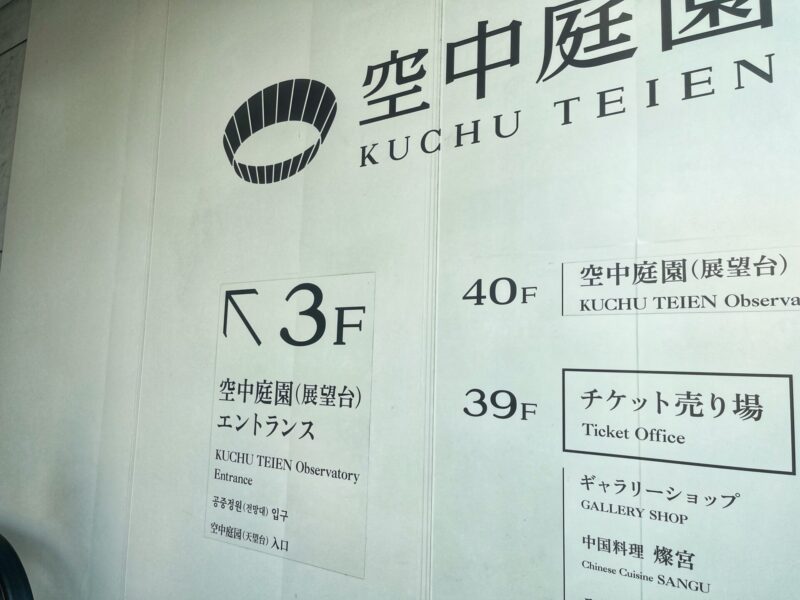 空中庭園
KUCHU TEIEN
3F
空中庭園(展望台)
エントランス
KUCHU TEIEN Observatory
Entrance
공중정원(전망대) 입구
空中庭園(天望台)入口
40F
空中庭園(展望台)
KUCHU TEIEN Observa
39F
チケット売り場
Ticket Office
ギャラリーショップ
GALLERY SHOP
中国料理 燦宮
Chinese Cuisine SANGU